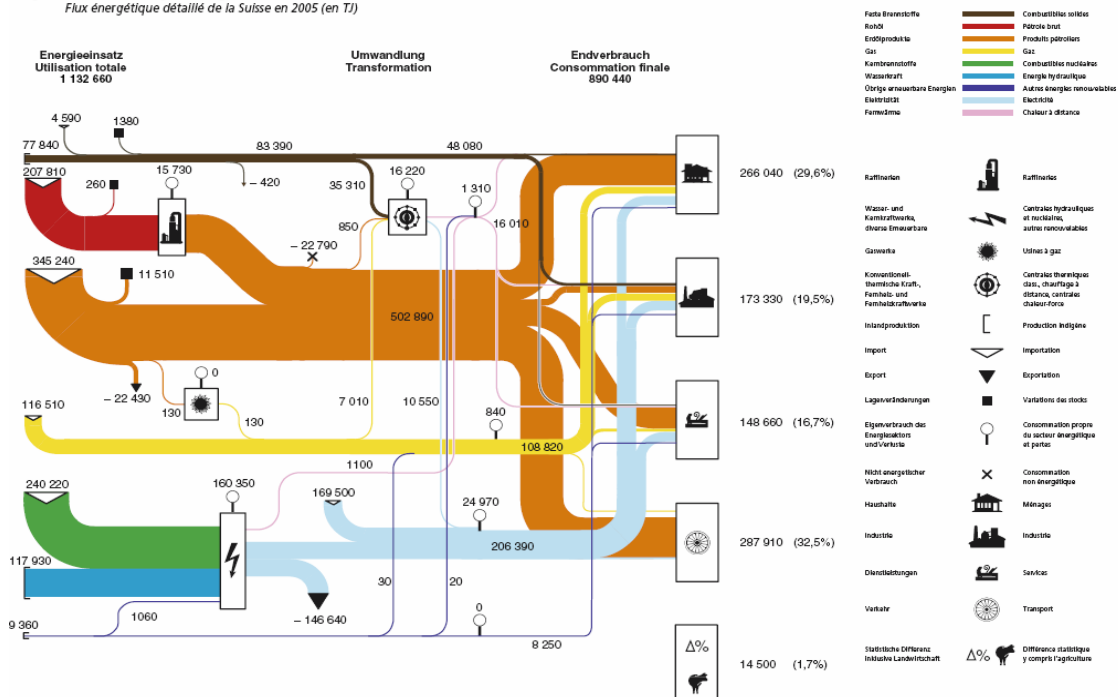 Flux énergétique détaillé de la Suisse en 2005 (en TJ)
Energieeinsatz
Utilisation totale
1 132 660
Umwandlung
Transformation
Endverbrauch
Consommation finale
890 440
4 590
1380
77 840
83 390
48 080
207 810
260
15 730
– 420
35 310
16 220
1 310
266 040 (29,6%)
850
16 010
– 22 790
345 240
11 510
173 330 (19,5%)
502 890
– 22 430
0
130
130
7 010
10 550
840
148 660 (16,7%)
116 510
108 820
1100
240 220
160 350
169 500
24 970
287 910 (32,5%)
206 390
117 930
30
20
1060
– 146 640
0
9 360
8 250
Δ%
14 500 (1,7%)
Feste Brennstoffe Combustibles solides
Rohöl Pétrole brut
Erdölprodukte Produits pétroliers
Gas Gaz
Kernbrennstoffe Combustibles nucléaires
Wasserkraft Energie hydraulique
Übrige erneuerbare Energien Autres énergies renouvelables
Elektrizität Electricité
Fernwärme Chaleur à distance
Raffinerien Raffineries
Wasser- und Centrales hydrauliques
Kernkraftwerke, et nucléaires,
diverse Erneuerbare autres renouvelables
Gaswerke Usines à gaz
Konventionell- Centrales thermiques
thermische Kraft-, class., chauffage à
Fernheiz- und distance, centrales
Fernheizkraftwerke chaleur-force
Inlandproduktion Production indigène
Import Importation
Export Exportation
Lagerveränderungen Variations des stocks
Eigenverbrauch des Consommation propre
Energiesektors du secteur énergétique
und Verluste et pertes
Nicht energetischer Consommation
Verbrauch non énergétique
Haushalte Ménages
Industrie Industrie
Dienstleistungen Services
Verkehr Transport
Statistische Differenz Δ% Différence statistique
inklusive Landwirtschaft y compris l'agriculture